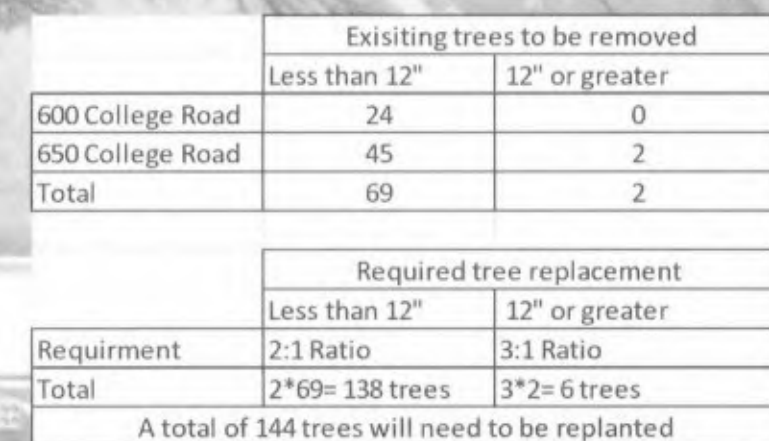 Exisiting trees to be removed
Less than 12" 12" or greater
600 College Road 24 0
650 College Road 45 2
Total 69 2
Required tree replacement
Less than 12" 12" or greater
Requirment 2:1 Ratio 3:1 Ratio
Total 2*69= 138 trees 3*2= 6 trees
A total of 144 trees will need to be replanted